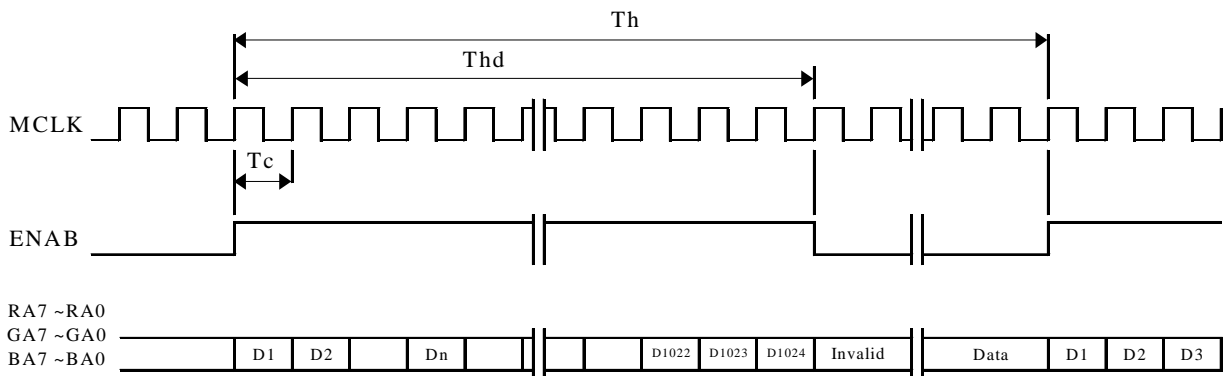 Th
Thd
MCLK
Tc
ENAB
RA7 ~RA0
GA7 ~GA0
BA7 ~BA0
D1 D2 Dn D1022 D1023 D1024 Invalid Data D1 D2 D3